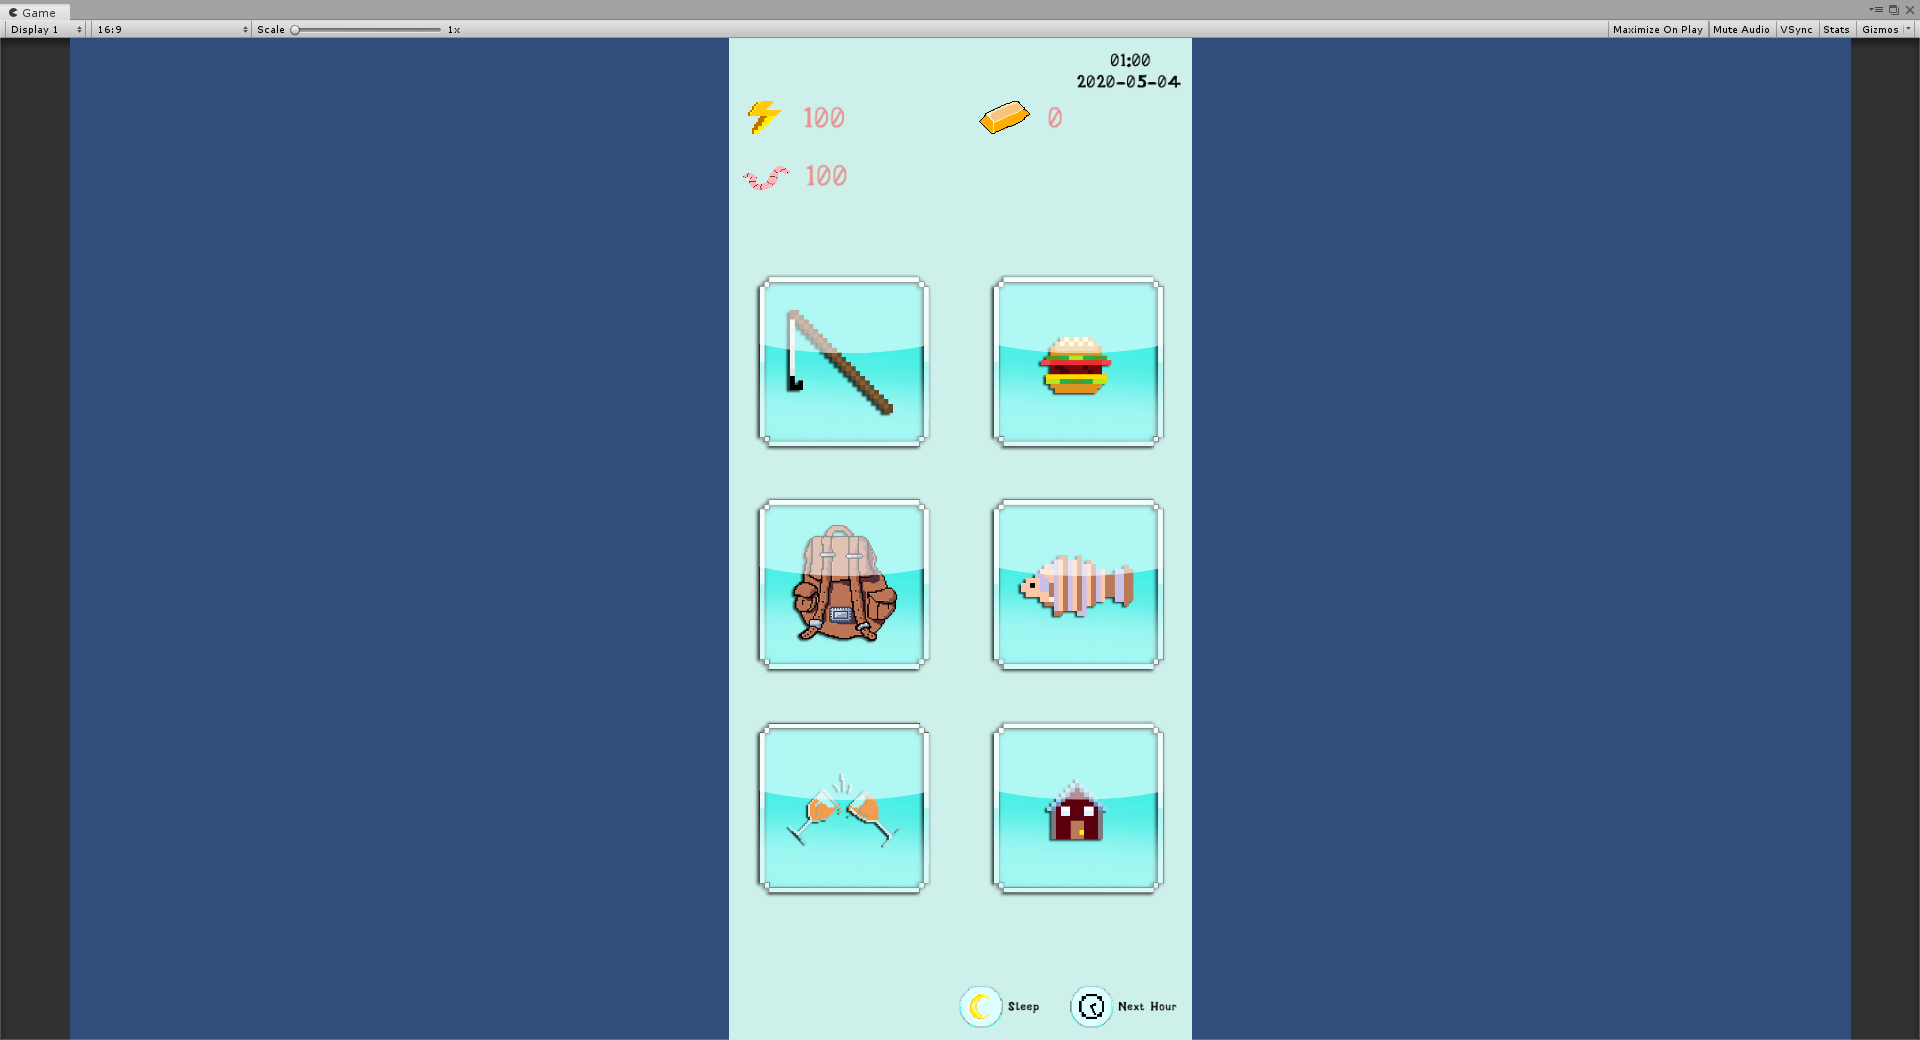 Game
Display 1 16:9 Scale 1x Maximize On Play Mute Audio VSync Stats Gizmos
01:00
2020-05-04
100 0
100
Sleep Next Hour